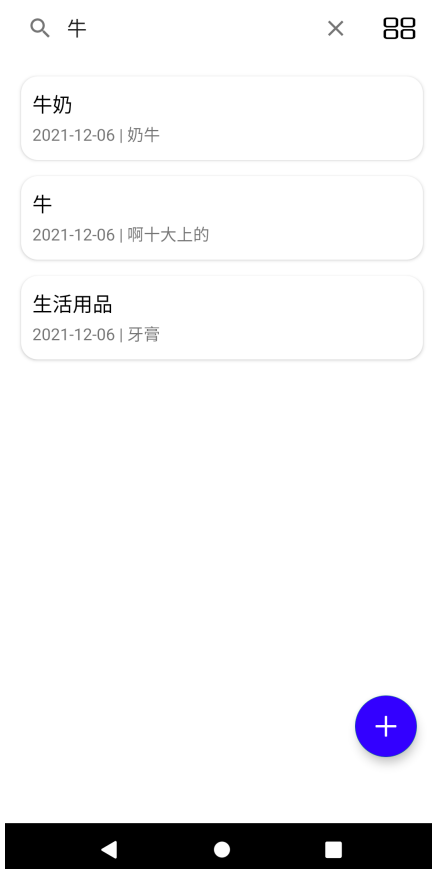 牛
牛奶
2021-12-06 | 奶牛
牛
2021-12-06 | 啊十大上的
生活用品
2021-12-06 | 牙膏